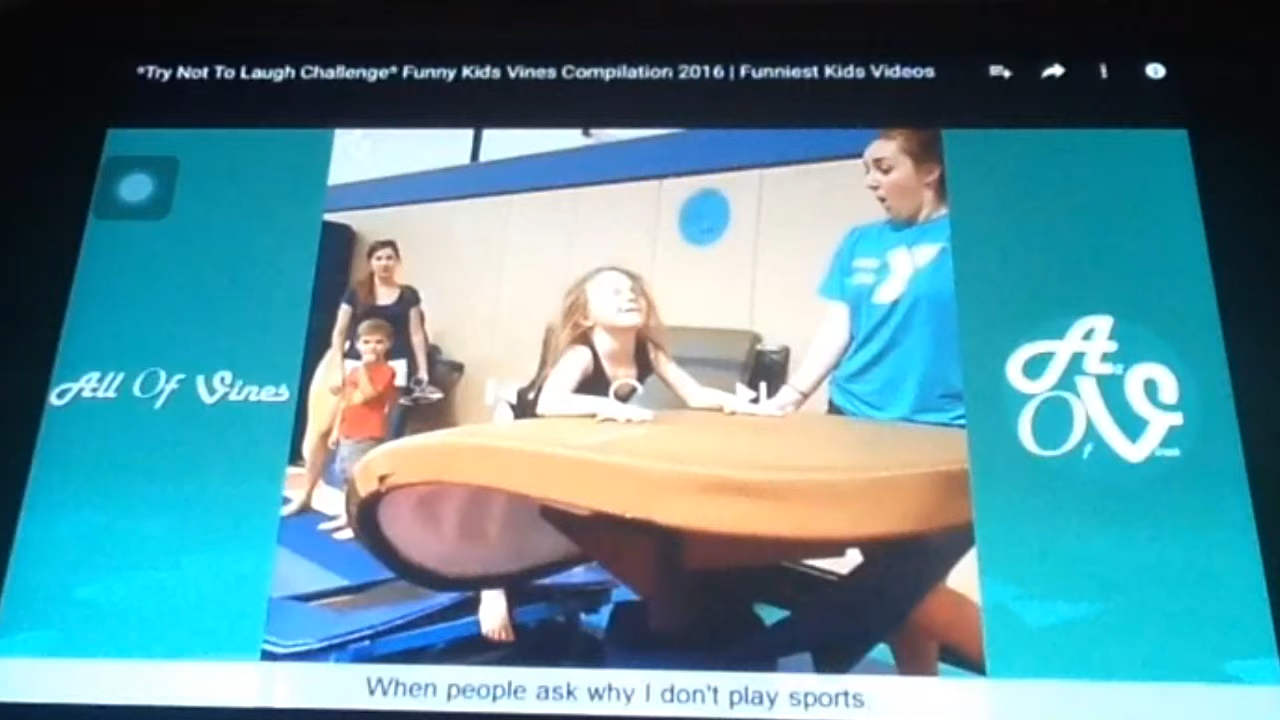 *Try Not To Laugh Challenge* Funny Kids Vines Compilation 2016 | Funniest Kids Videos
All Of Vines
A
Of V
When people ask why I don't play sports